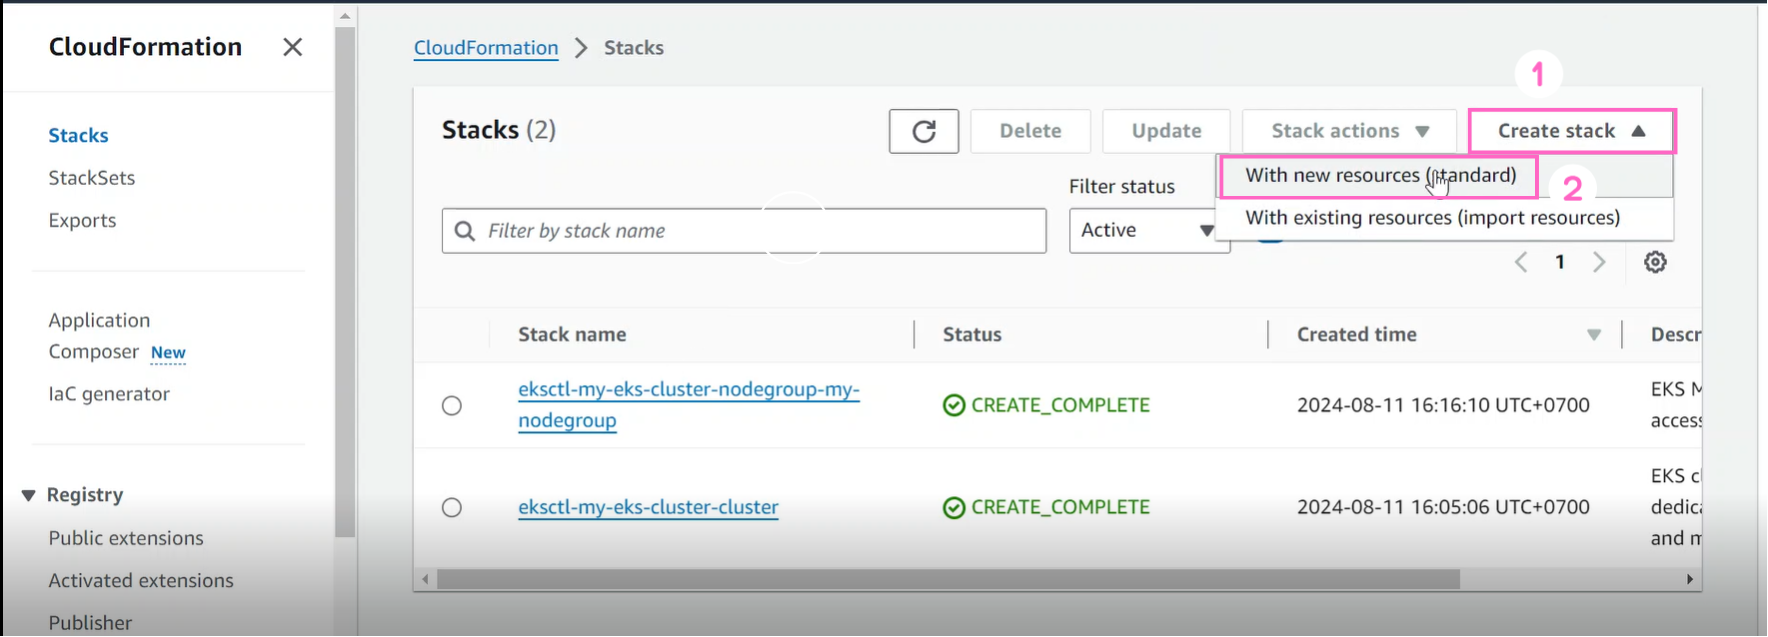 CloudFormation
Stacks
StackSets
Exports
Application
Composer New
IaC generator
Registry
Public extensions
Activated extensions
Publisher
CloudFormation > Stacks
1
Stacks (2)
Delete
Update
Stack actions
Create stack
With new resources (standard)
2
With existing resources (import resources)
Filter status
Filter by stack name
Active
1
Stack name
Status
Created time
Descr
eksctl-my-eks-cluster-nodegroup-my-
nodegroup
CREATE_COMPLETE
2024-08-11 16:16:10 UTC+0700
EKS M
access
eksctl-my-eks-cluster-cluster
CREATE_COMPLETE
2024-08-11 16:05:06 UTC+0700
EKS cl
dedica
and m